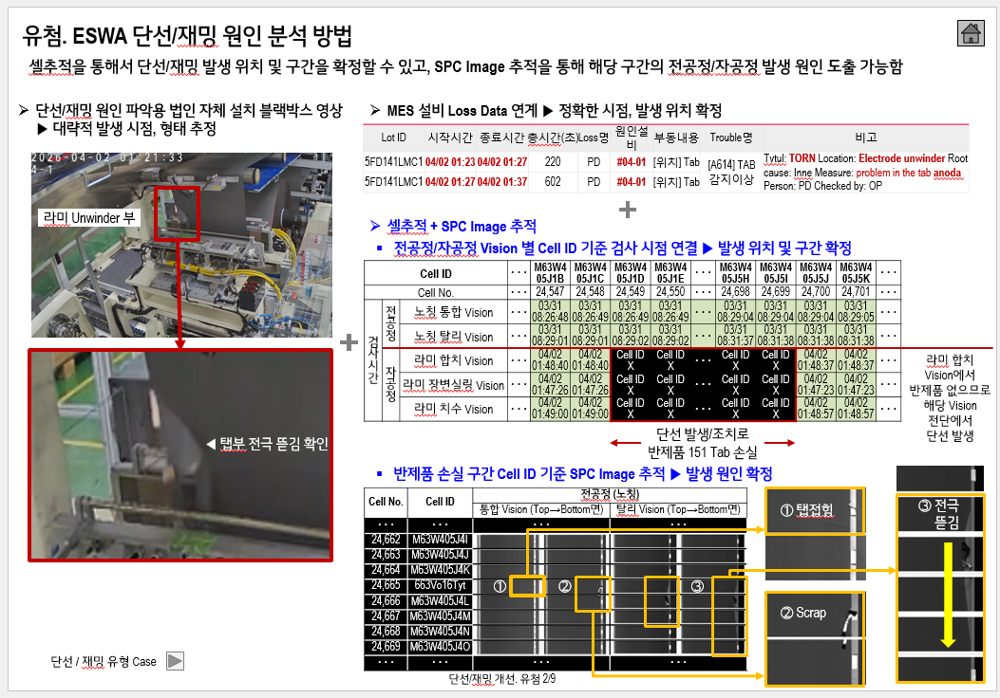 유첨. ESWA 단선/재밍 원인 분석 방법
셀추적을 통해서 단선/재밍 발생 위치 및 구간을 확정할 수 있고, SPC Image 추적을 통해 해당 구간의 전공정/자공정 발생 원인 도출 가능함
➢ 단선/재밍 원인 파악용 법인 자체 설치 블랙박스 영상
▶ 대략적 발생 시점, 형태 추정
2026-04-02 01:21:33
4-1
라미 Unwinder 부
◀ 탭부 전극 뜯김 확인
단선 / 재밍 유형 Case
➢ MES 설비 Loss Data 연계 ▶ 정확한 시점, 발생 위치 확정
Lot ID 시작시간 종료시간 총시간(초) Loss명 원인설비 부동내용 Trouble명 비고
5FD141LMC1 04/02 01:23 04/02 01:27 220 PD #04-01 [위치] Tab
5FD141LMC1 04/02 01:27 04/02 01:37 602 PD #04-01 [위치] Tab
[A614] TAB
감지이상
Tytul: TORN Location: Electrode unwinder Root
cause: Inne Measure: problem in the tab anoda
Person: PD Checked by: OP
➢ 셀추적 + SPC Image 추적
▪ 전공정/자공정 Vision 별 Cell ID 기준 검사 시점 연결 ▶ 발생 위치 및 구간 확정
Cell ID ··· M63W405J1B M63W405J1C M63W405J1D M63W405J1E ··· M63W405J5H M63W405J5I M63W405J5J M63W405J5K ···
Cell No. ··· 24,547 24,548 24,549 24,550 ··· 24,698 24,699 24,700 24,701 ···
검사시간
전공정
노칭 통합 Vision ··· 03/31 08:26:48 03/31 08:26:49 03/31 08:26:49 03/31 08:26:49 ··· 03/31 08:29:04 03/31 08:29:04 03/31 08:29:04 03/31 08:29:05 ···
노칭 탈리 Vision ··· 03/31 08:29:01 03/31 08:29:01 03/31 08:29:02 03/31 08:29:02 ··· 03/31 08:31:37 03/31 08:31:38 03/31 08:31:38 03/31 08:31:38 ···
자공정
라미 합치 Vision ··· 04/02 01:48:40 04/02 01:48:40 Cell ID X Cell ID X ··· Cell ID X Cell ID X 04/02 01:48:37 04/02 01:48:37 ···
라미 장변실링 Vision ··· 04/02 01:47:26 04/02 01:47:26 Cell ID X Cell ID X ··· Cell ID X Cell ID X 04/02 01:47:23 04/02 01:47:23 ···
라미 치수 Vision ··· 04/02 01:49:00 04/02 01:49:00 Cell ID X Cell ID X ··· Cell ID X Cell ID X 04/02 01:48:57 04/02 01:48:57 ···
라미 합치
Vision에서
반제품 없으므로
해당 Vision
전단에서
단선 발생
단선 발생/조치로
반제품 151 Tab 손실
▪ 반제품 손실 구간 Cell ID 기준 SPC Image 추적 ▶ 발생 원인 확정
Cell No. Cell ID 전공정 (노칭)
통합 Vision (Top→Bottom면) 탈리 Vision (Top→Bottom면)
··· ··· ··· ···
24,662 M63W405J4I
24,663 M63W405J4J
24,664 M63W405J4K
24,665 663Vo16Tyt
24,666 M63W405J4L
24,667 M63W405J4M
24,668 M63W405J4N
24,669 M63W405J4O
··· ··· ··· ···
① ② ③
① 탭접힘
② Scrap
③ 전극
뜯김
단선/재밍 개선. 유첨 2/9